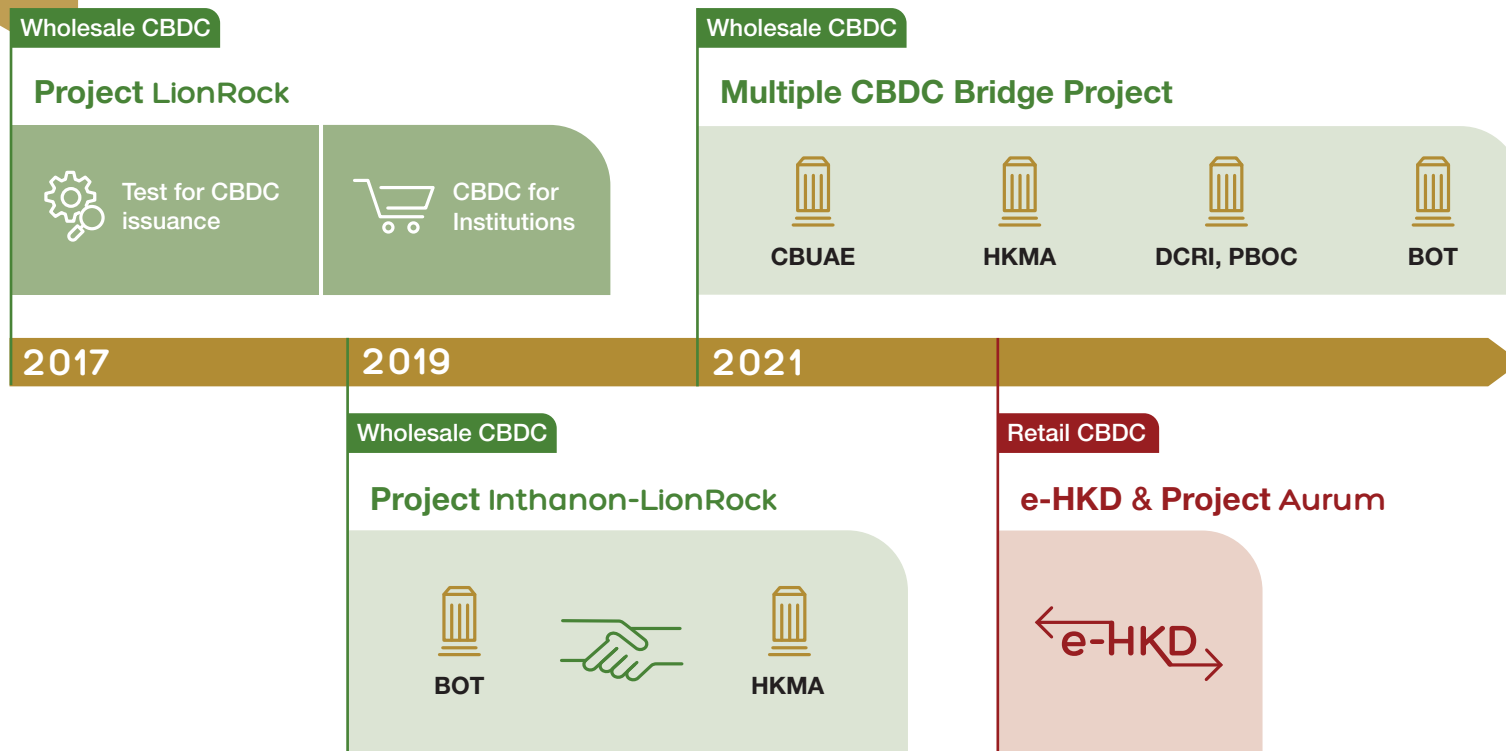 Wholesale CBDC
Project LionRock
Test for CBDC
issuance
CBDC for
Institutions
Wholesale CBDC
Multiple CBDC Bridge Project
CBUAE
HKMA
DCRI, PBOC
BOT
2017
2019
2021
Wholesale CBDC
Project Inthanon-LionRock
BOT
HKMA
Retail CBDC
e-HKD & Project Aurum
e-HKD